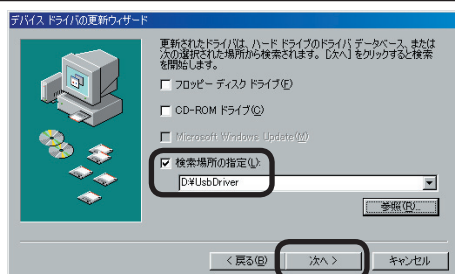 デバイス ドライバの更新ウィザード
更新されたドライバは、ハード ドライブのドライバ データベース、または
次の選択された場所から検索されます。[次へ] をクリックすると検索
を開始します。
フロッピー ディスク ドライブ(F)
CD-ROM ドライブ(C)
Microsoft Windows Update(M)
検索場所の指定(L):
D:¥UsbDriver
参照(R)...
< 戻る(B)
次へ >
キャンセル